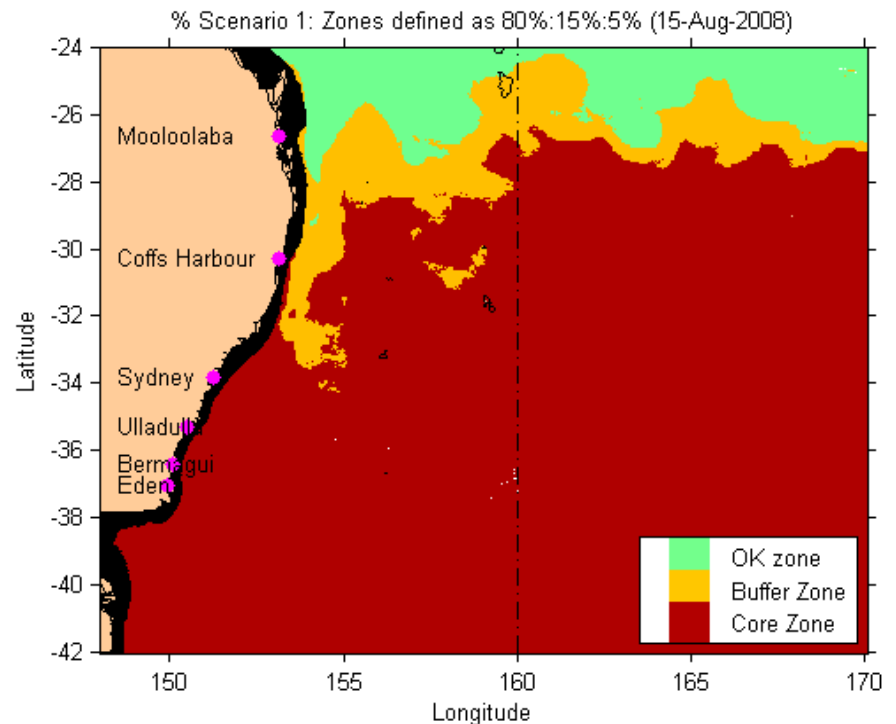 % Scenario 1: Zones defined as 80%:15%:5% (15-Aug-2008)
-24
-26
-28
-30
-32
-34
-36
-38
-40
-42
Latitude
Mooloolaba
Coffs Harbour
Sydney
Ulladulla
Bermagui
Eden
OK zone
Buffer Zone
Core Zone
150
155
160
165
170
Longitude